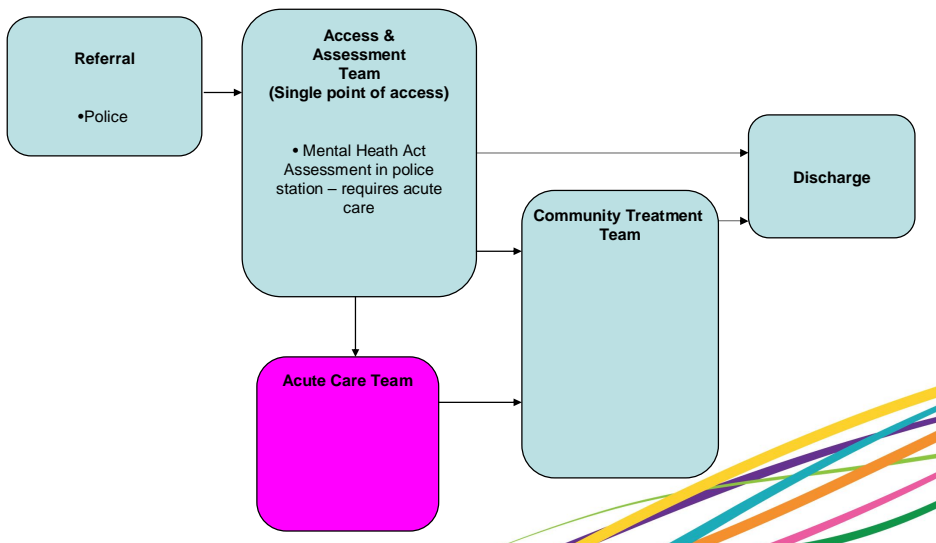 Referral
•Police
Access &
Assessment
Team
(Single point of access)
• Mental Heath Act
Assessment in police
station – requires acute
care
Discharge
Community Treatment
Team
Acute Care Team